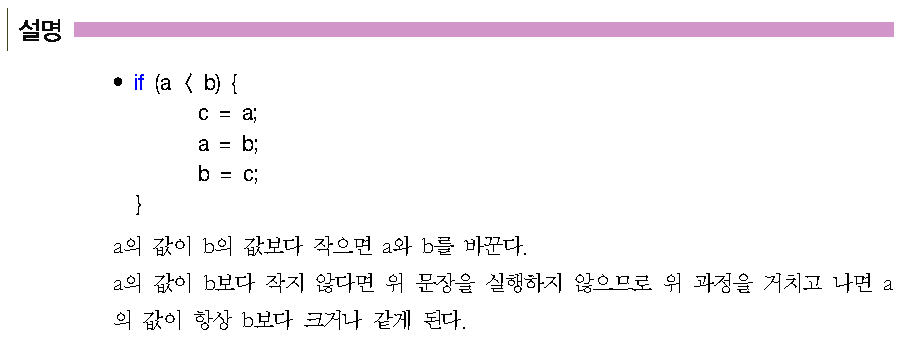 설명
● if (a < b) {
c = a;
a = b;
b = c;
}
a의 값이 b의 값보다 작으면 a와 b를 바꾼다.
a의 값이 b보다 작지 않다면 위 문장을 실행하지 않으므로 위 과정을 거치고 나면 a
의 값이 항상 b보다 크거나 같게 된다.